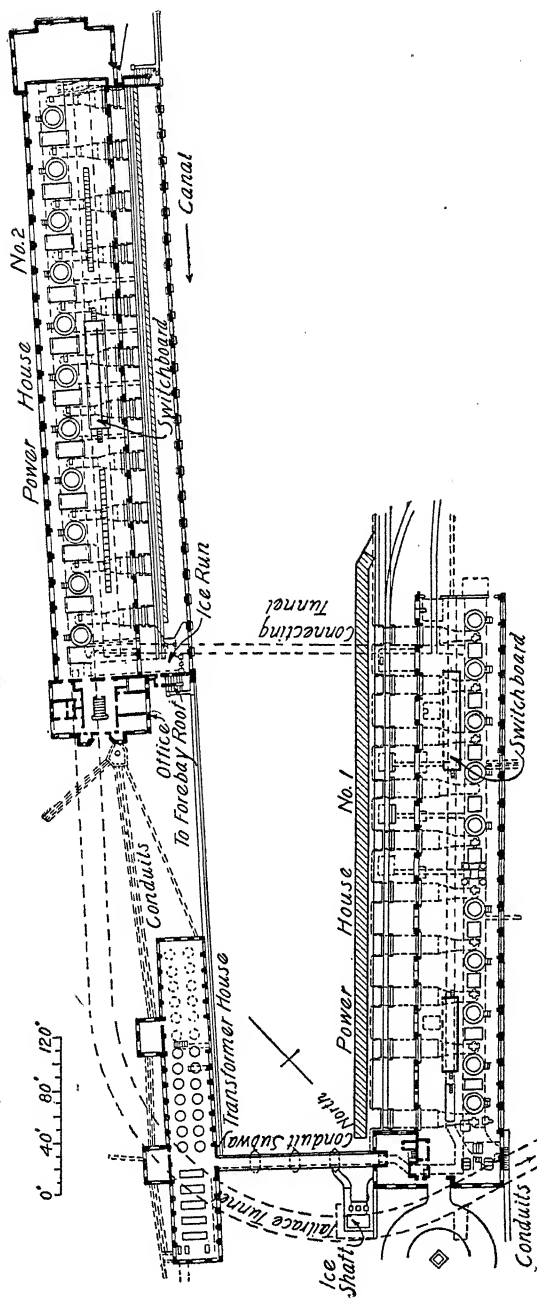 Power House No.2
Canal
Switchboard
Ice Run
Office
To Forebay Roof
Conduits
Connecting
Tunnel
0' 40' 80' 120'
Transformer House
North
Power House No.1
Switchboard
Conduit Subway
Tailrace Tunnel
Ice
Shaft
Conduits